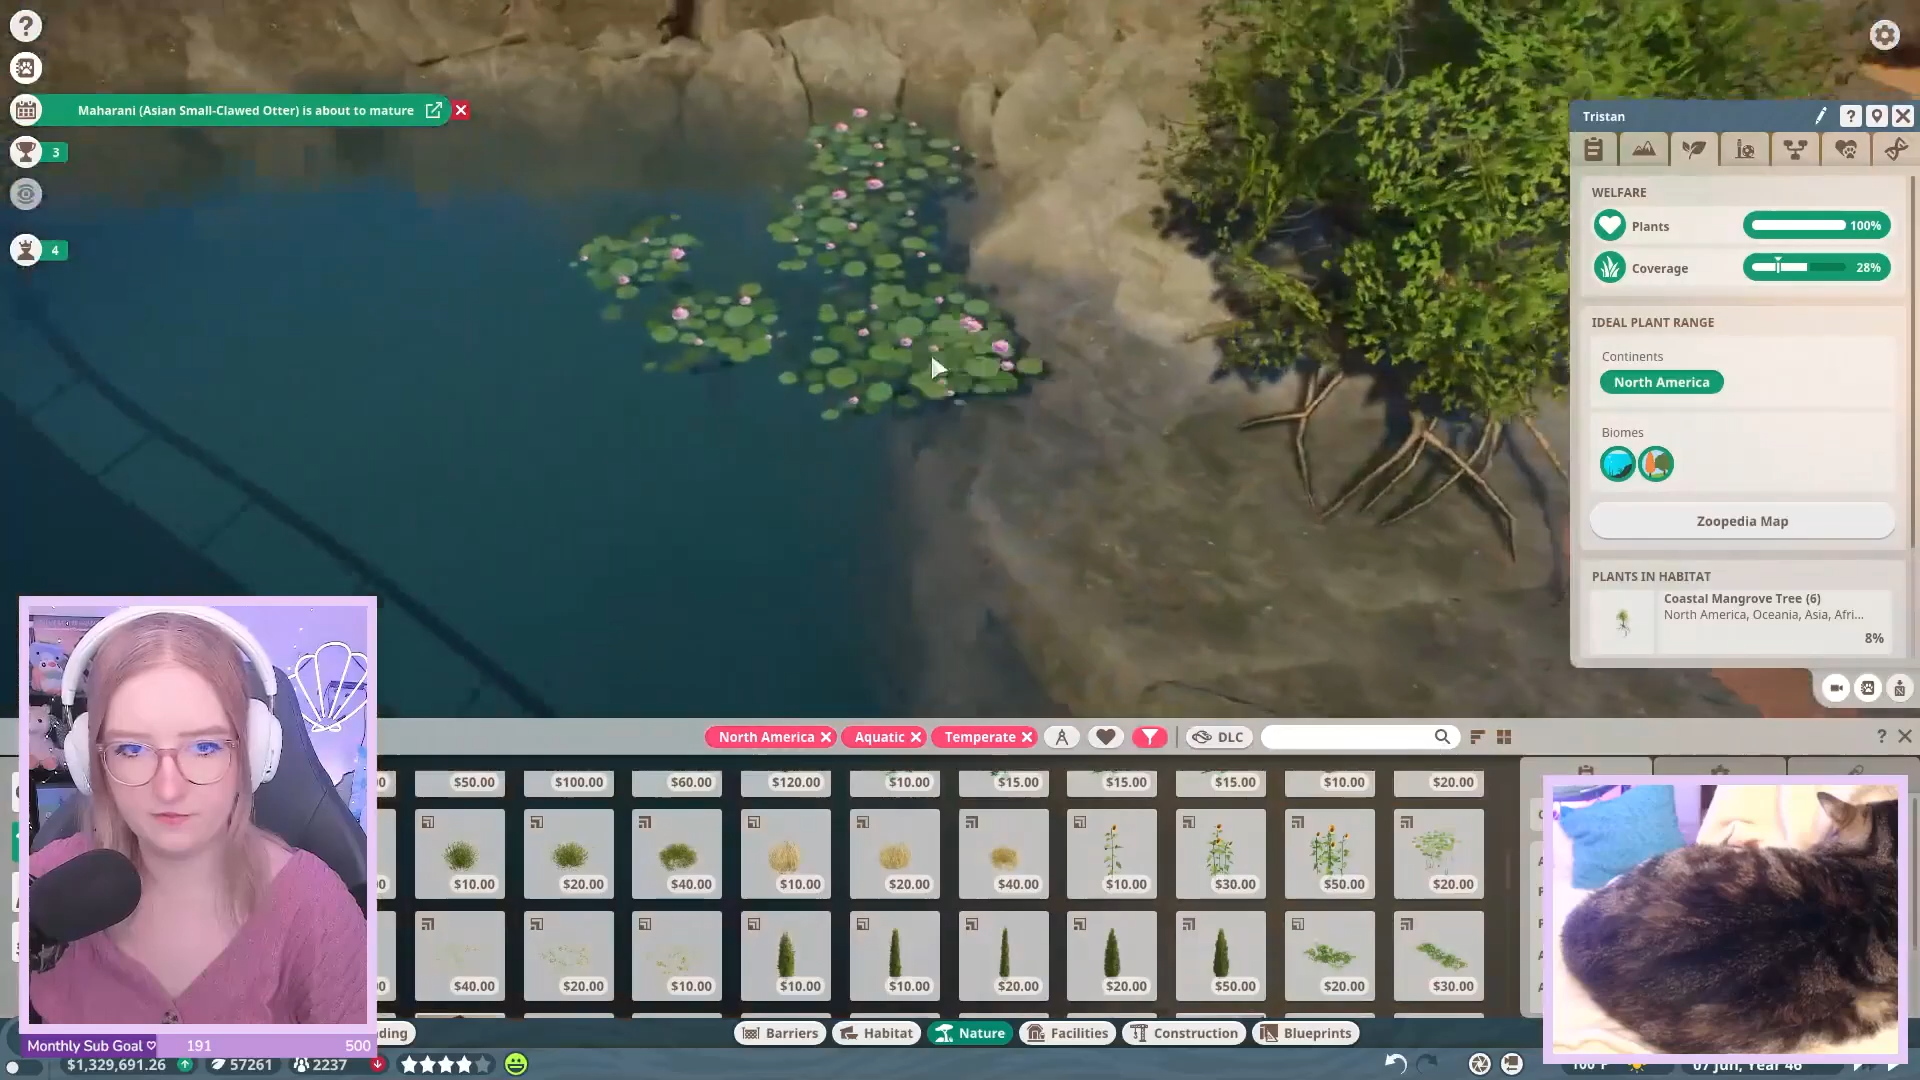 Maharani (Asian Small-Clawed Otter) is about to mature
3
4
Tristan
WELFARE
Plants 100%
Coverage 28%
IDEAL PLANT RANGE
Continents
North America
Biomes
Zoopedia Map
PLANTS IN HABITAT
Coastal Mangrove Tree (6)
North America, Oceania, Asia, Afri...
8%
North America Aquatic Temperate DLC
$50.00 $100.00 $60.00 $120.00 $10.00 $15.00 $15.00 $10.00 $20.00
$10.00 $20.00 $40.00 $10.00 $20.00 $40.00 $10.00 $30.00 $50.00 $20.00
$40.00 $20.00 $10.00 $10.00 $10.00 $20.00 $20.00 $50.00 $20.00 $30.00
Barriers Habitat Nature Facilities Construction Blueprints
Monthly Sub Goal 191 500
$1,329,691.26 57261 2237
07 Jun, Year 46